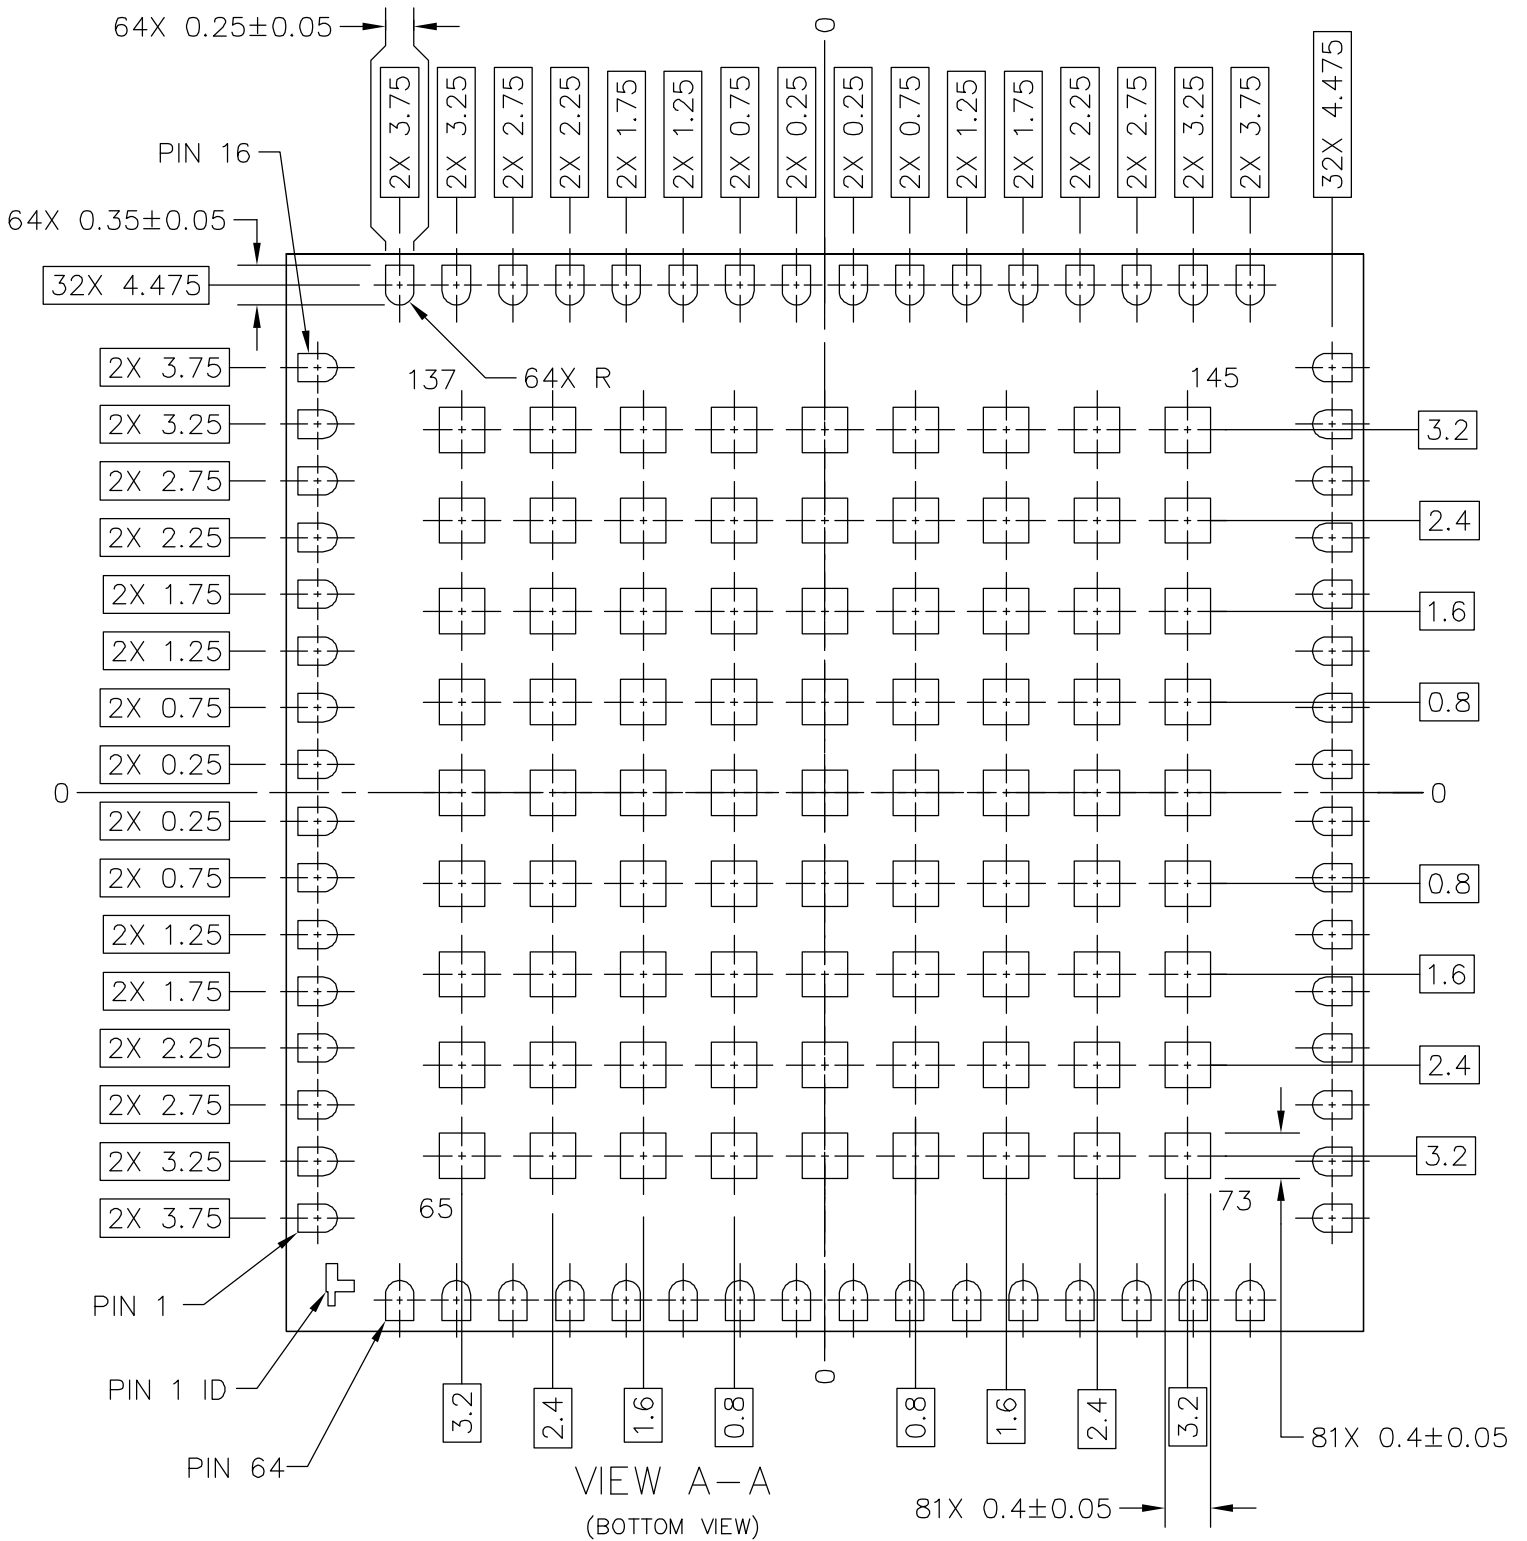 64X 0.25±0.05
0
2X 3.75
2X 3.25
2X 2.75
2X 2.25
2X 1.75
2X 1.25
2X 0.75
2X 0.25
2X 0.25
2X 0.75
2X 1.25
2X 1.75
2X 2.25
2X 2.75
2X 3.25
2X 3.75
32X 4.475
PIN 16
64X 0.35±0.05
32X 4.475
2X 3.75
2X 3.25
2X 2.75
2X 2.25
2X 1.75
2X 1.25
2X 0.75
2X 0.25
0
2X 0.25
2X 0.75
2X 1.25
2X 1.75
2X 2.25
2X 2.75
2X 3.25
2X 3.75
137
64X R
145
3.2
2.4
1.6
0.8
0
0.8
1.6
2.4
3.2
65
73
PIN 1
PIN 1 ID
PIN 64
3.2
2.4
1.6
0.8
0
0.8
1.6
2.4
3.2
81X 0.4±0.05
81X 0.4±0.05
VIEW A-A
(BOTTOM VIEW)